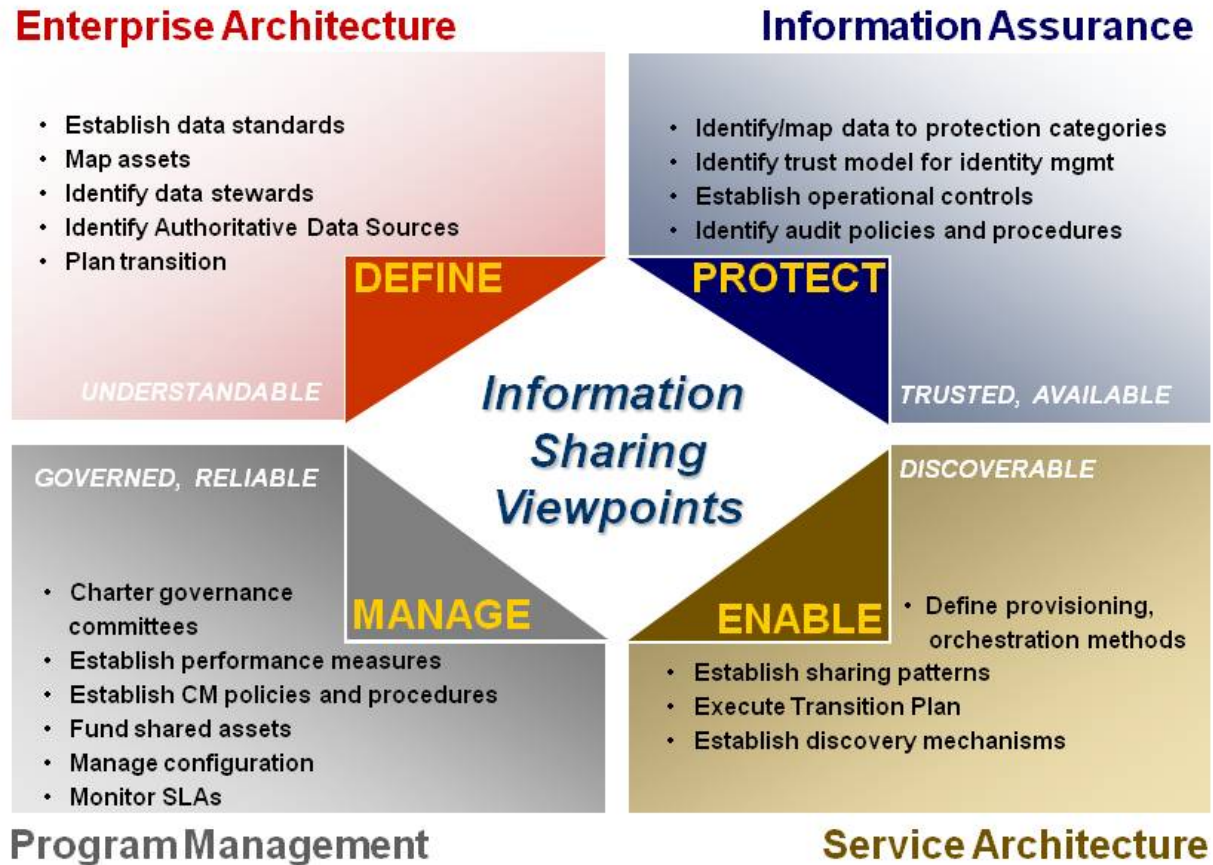 Enterprise Architecture
Information Assurance
• Establish data standards
• Map assets
• Identify data stewards
• Identify Authoritative Data Sources
• Plan transition
DEFINE
UNDERSTANDABLE
• Identify/map data to protection categories
• Identify trust model for identity mgmt
• Establish operational controls
• Identify audit policies and procedures
PROTECT
TRUSTED, AVAILABLE
Information
Sharing
Viewpoints
GOVERNED, RELIABLE
MANAGE
• Charter governance
committees
• Establish performance measures
• Establish CM policies and procedures
• Fund shared assets
• Manage configuration
• Monitor SLAs
DISCOVERABLE
ENABLE
• Define provisioning,
orchestration methods
• Establish sharing patterns
• Execute Transition Plan
• Establish discovery mechanisms
Program Management
Service Architecture